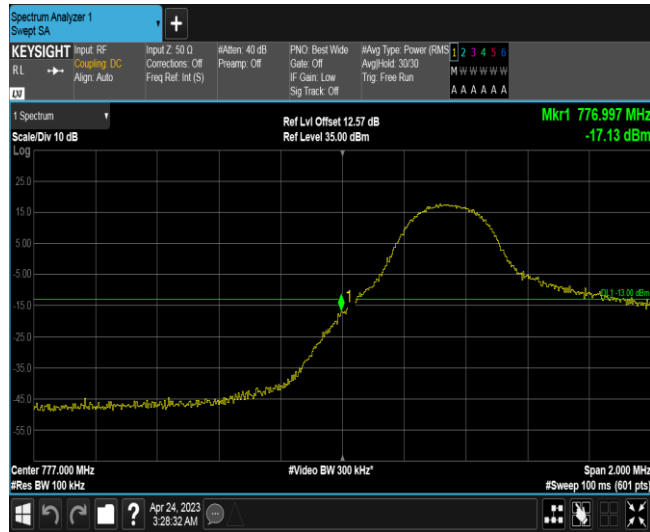 Spectrum Analyzer 1
Swept SA
+
KEYSIGHT
RL
LXI
Input: RF
Coupling: DC
Align: Auto
Input Z: 50 Ω
Corrections: Off
Freq Ref: Int (S)
#Atten: 40 dB
Preamp: Off
PNO: Best Wide
Gate: Off
IF Gain: Low
Sig Track: Off
#Avg Type: Power (RMS
Avg|Hold: 30/30
Trig: Free Run
1 2 3 4 5 6
M W W W W W
A A A A A A
1 Spectrum
Scale/Div 10 dB
Log
Ref Lvl Offset 12.57 dB
Ref Level 35.00 dBm
Mkr1 776.997 MHz
-17.13 dBm
25.0
15.0
5.00
-5.00
-15.0
-25.0
-35.0
-45.0
-55.0
1
DL1 -13.00 dBm
Center 777.000 MHz
#Res BW 100 kHz
#Video BW 300 kHz*
Span 2.000 MHz
#Sweep 100 ms (601 pts)
?
Apr 24, 2023
3:28:32 AM